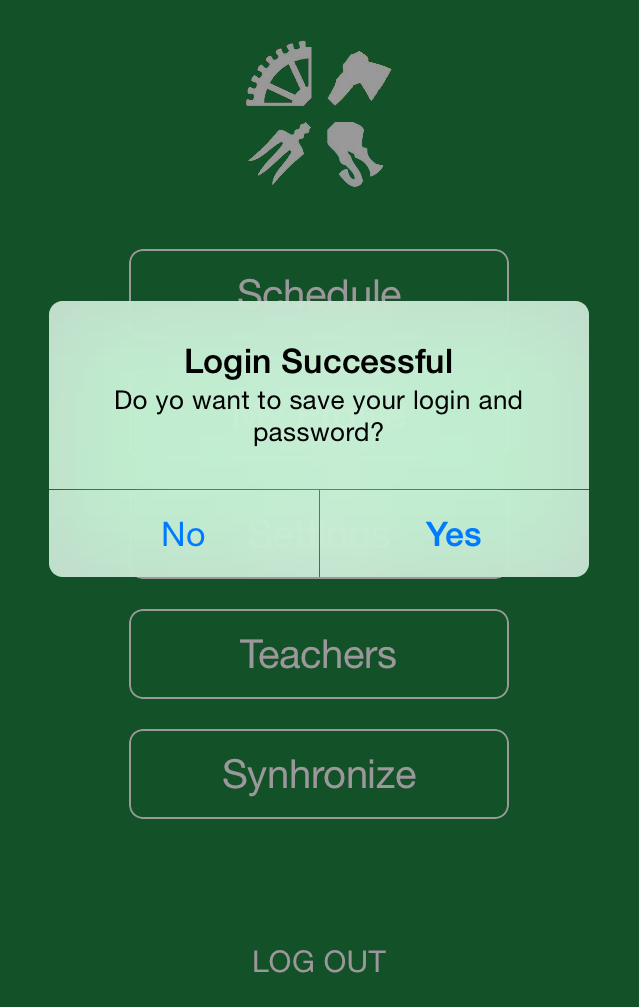 Schedule
Login Successful
Do yo want to save your login and
password?
No
Yes
Settings
Teachers
Synhronize
LOG OUT